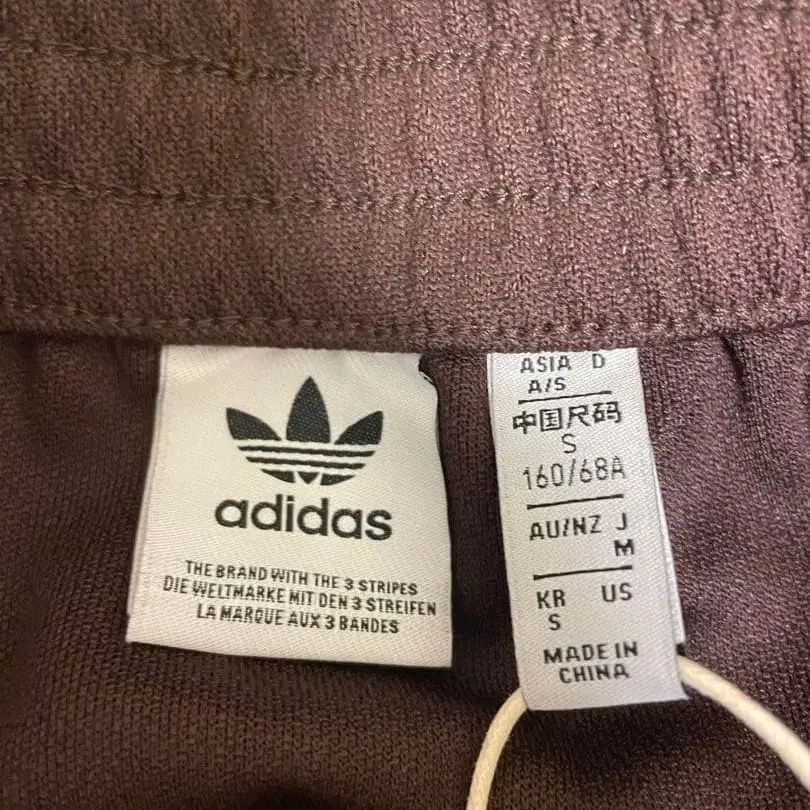 adidas
THE BRAND WITH THE 3 STRIPES
DIE WELTMARKE MIT DEN 3 STREIFEN
LA MARQUE AUX 3 BANDES
ASIA D
A/S
中国尺码
S
160/68A
AU/NZ J
M
KR US
S
MADE IN
CHINA